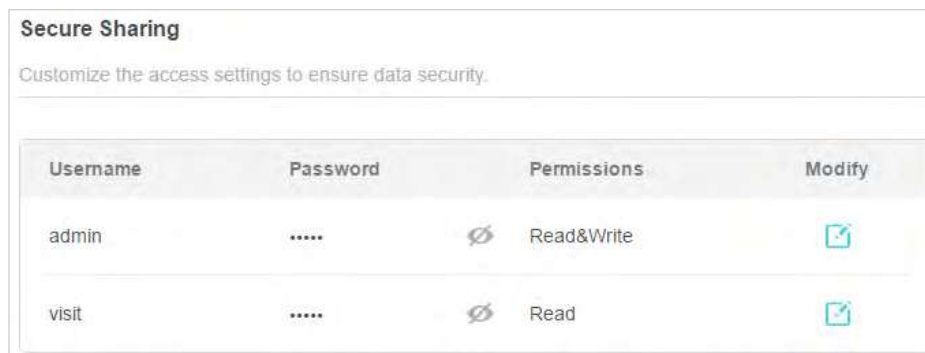 Secure Sharing
Customize the access settings to ensure data security.
Username Password Permissions Modify
admin ••••• Read&Write
visit ••••• Read